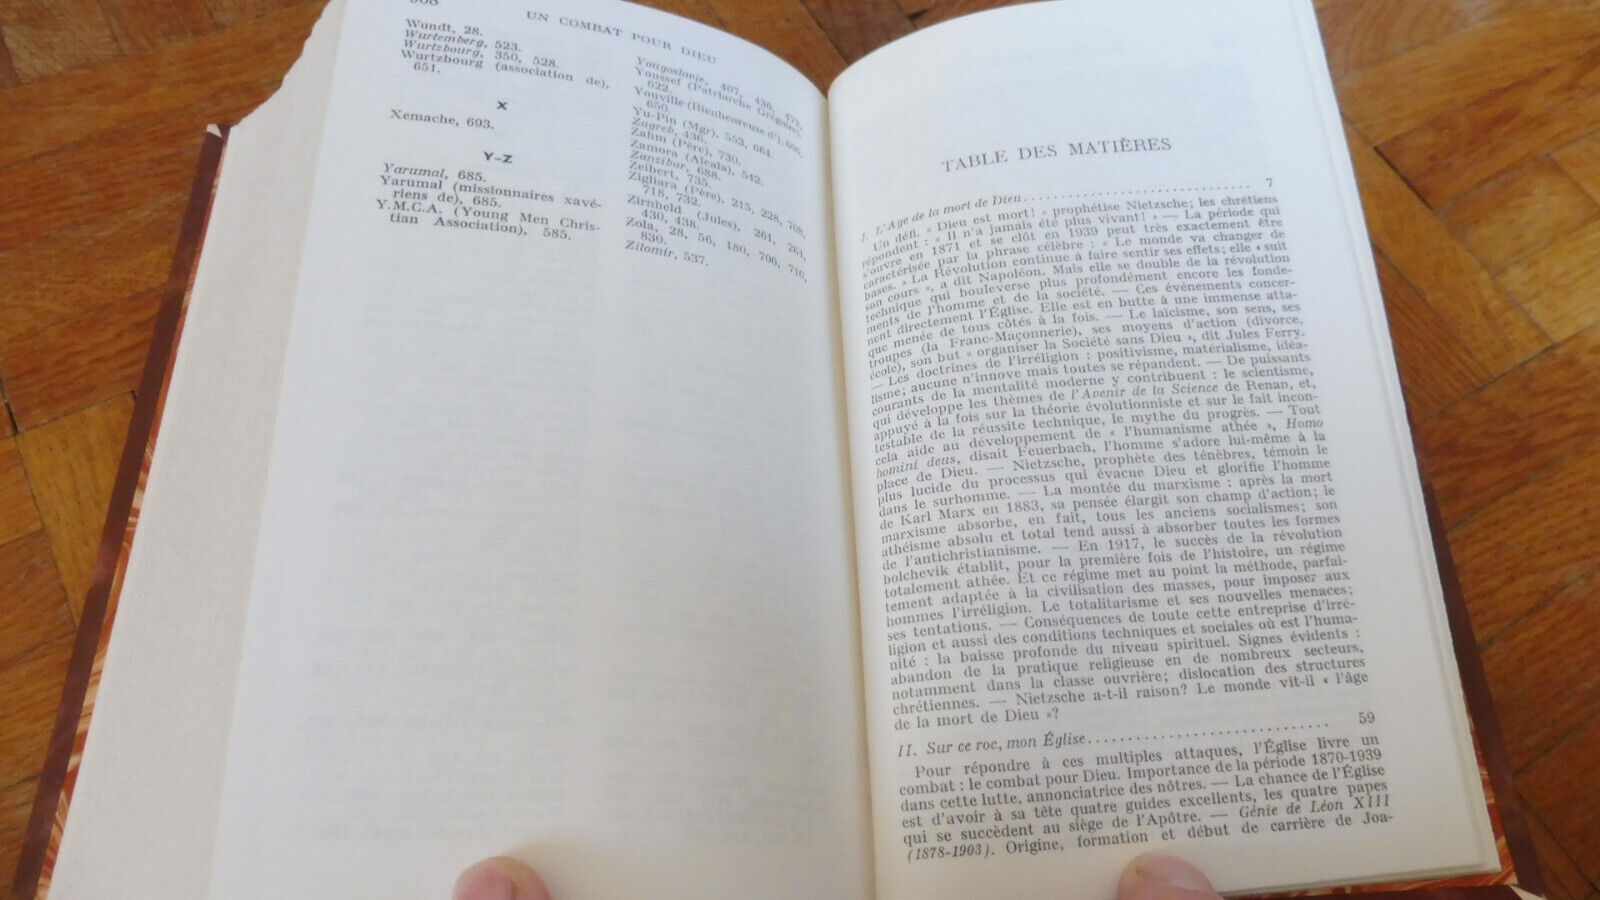 UN COMBAT POUR DIEU
Wundt, 28.
Wurtemberg, 523.
Wurtzbourg, 350, 528.
Wurtzbourg (association de),
651.
X
Xemache, 693.
Y-Z
Yarumal, 685.
Yarumal (missionnaires xavé-
riens de), 685.
Y.M.C.A. (Young Men Chris-
tian Association), 585.
Yougoslavie, 407, 436, 472,
Youssef (Patriarche Grégoire),
622.
Youville (Bienheureuse d'), 606,
650.
Yu-Pin (Mgr), 553, 664.
Zagreb, 436.
Zahm (Père), 730.
Zamora (Alcala), 542.
Zanzibar, 688.
Zeibert, 735.
Zigliara (Père), 215, 228, 708,
718, 732.
Zirnheld (Jules), 261, 264,
430, 438.
Zola, 28, 56, 180, 706, 710,
830.
Zitomir, 537.
TABLE DES MATIÈRES
I. L'Age de la mort de Dieu.................................... 7
Un défi. « Dieu est mort! » prophétise Nietzsche; les chrétiens
répondent : « Il n'a jamais été plus vivant! » — La période qui
s'ouvre en 1871 et se clôt en 1939 peut très exactement être
caractérisée par la phrase célèbre : « Le monde va changer de
bases. » La Révolution continue à faire sentir ses effets; elle « suit
son cours », a dit Napoléon. Mais elle se double de la révolution
technique qui bouleverse plus profondément encore les fonde-
ments de l'homme et de la société. — Ces événements concer-
nent directement l'Église. Elle est en butte à une immense atta-
que menée de tous côtés à la fois. — Le laïcisme, son sens, ses
troupes (la Franc-Maçonnerie), ses moyens d'action (divorce,
école), son but « organiser la Société sans Dieu », dit Jules Ferry.
— Les doctrines de l'irréligion : positivisme, matérialisme, idéa-
lisme; aucune n'innove mais toutes se répandent. — De puissants
courants de la mentalité moderne y contribuent : le scientisme,
qui développe les thèmes de l'Avenir de la Science de Renan, et,
appuyé à la fois sur la théorie évolutionniste et sur le fait incon-
testable de la réussite technique, le mythe du progrès. — Tout
cela aide au développement de « l'humanisme athée », Homo
homini deus, disait Feuerbach, l'homme s'adore lui-même à la
place de Dieu. — Nietzsche, prophète des ténèbres, témoin le
plus lucide du processus qui évacue Dieu et glorifie l'homme
dans le surhomme. — La montée du marxisme : après la mort
de Karl Marx en 1883, sa pensée élargit son champ d'action; le
marxisme absorbe, en fait, tous les anciens socialismes; son
athéisme absolu et total tend aussi à absorber toutes les formes
de l'antichristianisme. — En 1917, le succès de la révolution
bolchevik établit, pour la première fois de l'histoire, un régime
totalement athée. Et ce régime met au point la méthode, parfai-
tement adaptée à la civilisation des masses, pour imposer aux
hommes l'irréligion. Le totalitarisme et ses nouvelles menaces;
ses tentations. — Conséquences de toute cette entreprise d'irré-
ligion et aussi des conditions techniques et sociales où est l'huma-
nité : la baisse profonde du niveau spirituel. Signes évidents :
abandon de la pratique religieuse en de nombreux secteurs,
notamment dans la classe ouvrière; dislocation des structures
chrétiennes. — Nietzsche a-t-il raison? Le monde vit-il « l'âge
de la mort de Dieu »?
II. Sur ce roc, mon Église............................. 59
Pour répondre à ces multiples attaques, l'Église livre un
combat : le combat pour Dieu. Importance de la période 1870-1939
dans cette lutte, annonciatrice des nôtres. — La chance de l'Église
est d'avoir à sa tête quatre guides excellents, les quatre papes
qui se succèdent au siège de l'Apôtre. — Génie de Léon XIII
(1878-1903). Origine, formation et début de carrière de Joa-